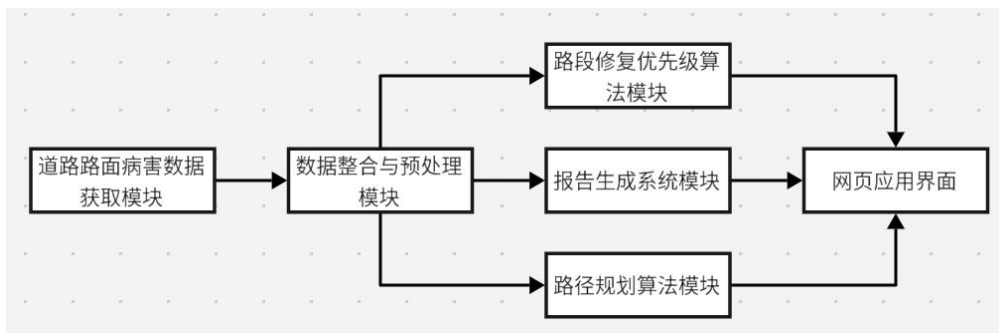 路段修复优先级算
法模块
道路路面病害数据
获取模块
数据整合与预处理
模块
报告生成系统模块
网页应用界面
路径规划算法模块